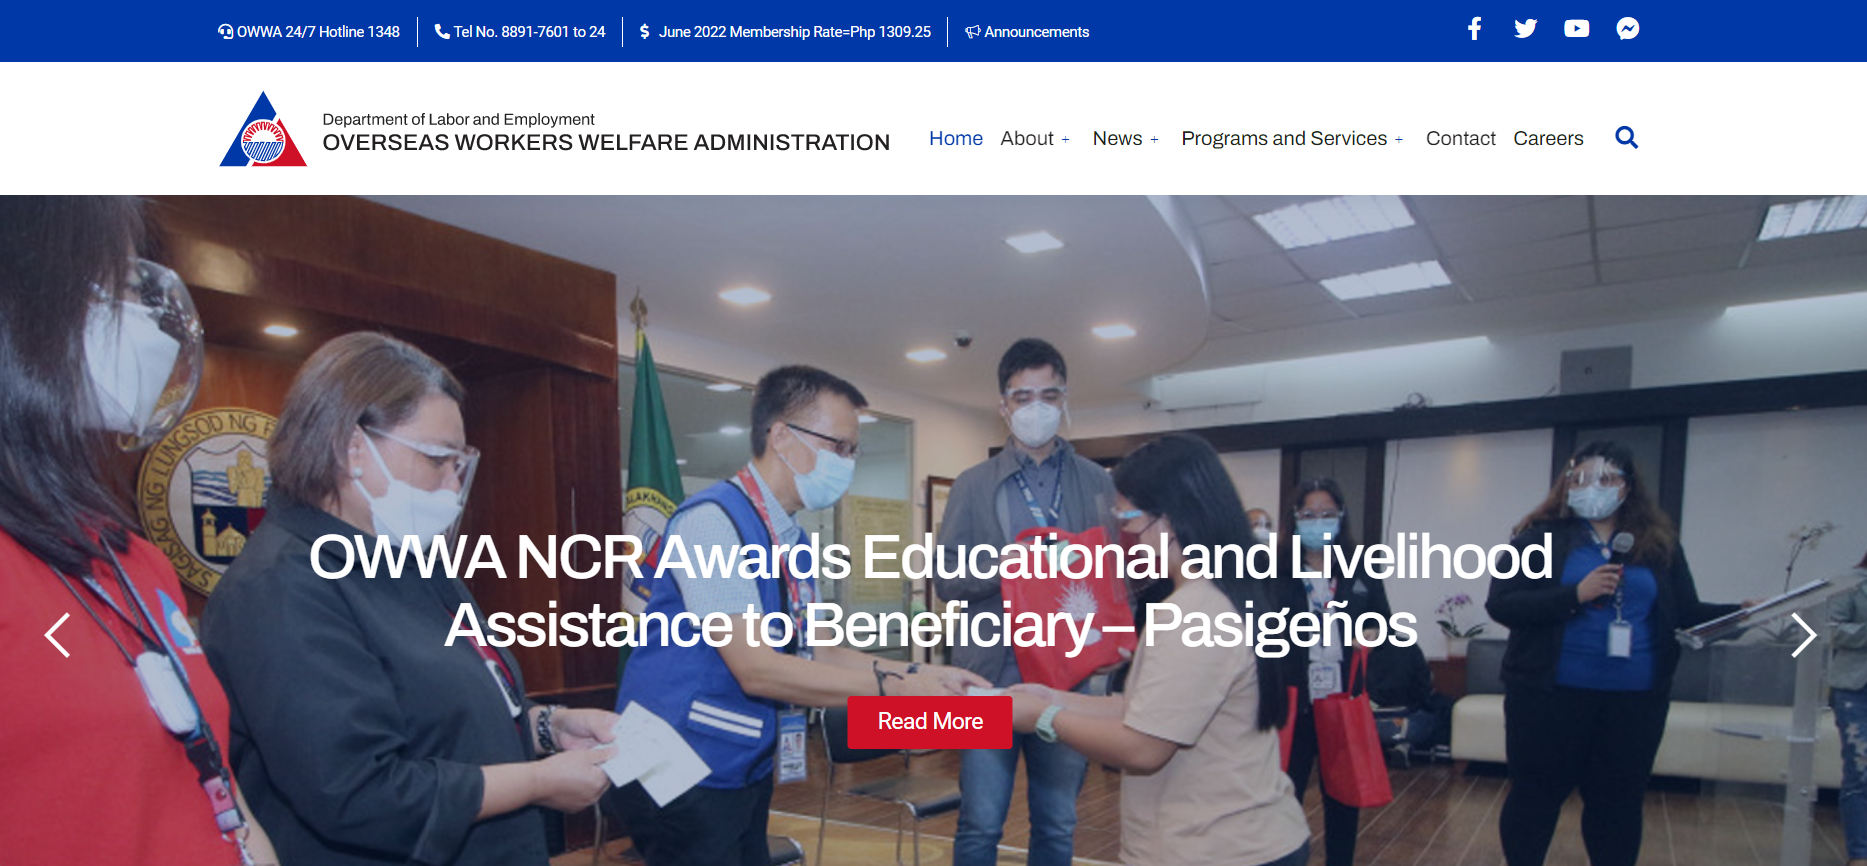 OWWA 24/7 Hotline 1348
Tel No. 8891-7601 to 24
June 2022 Membership Rate=Php 1309.25
Announcements
Department of Labor and Employment
OVERSEAS WORKERS WELFARE ADMINISTRATION
Home
About +
News +
Programs and Services +
Contact
Careers
SAGISAG NG LUNGSOD NG
OWWA NCR Awards Educational and Livelihood
Assistance to Beneficiary – Pasigeños
Read More